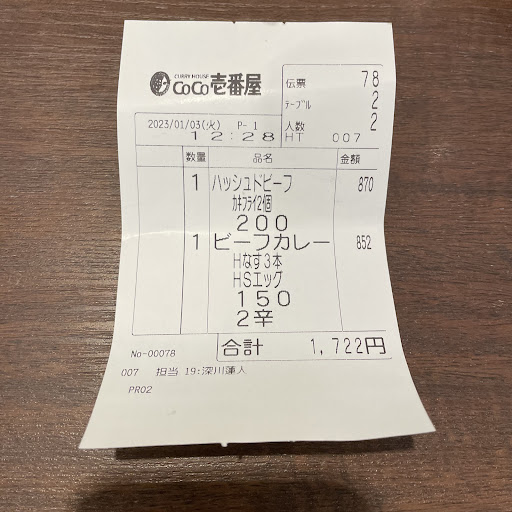 CURRY HOUSE
CoCo壱番屋
伝票 78
テーブル 2
人数 2
HT 007
2023/01/03(火) P- 1
12:28
数量 品名 金額
1 ハッシュドビーフ 870
カキフライ2個
200
1 ビーフカレー 852
Hなす3本
HSエッグ
150
2辛
合計 1,722円
No-00078
007 担当 19:深川蓮人
PR02